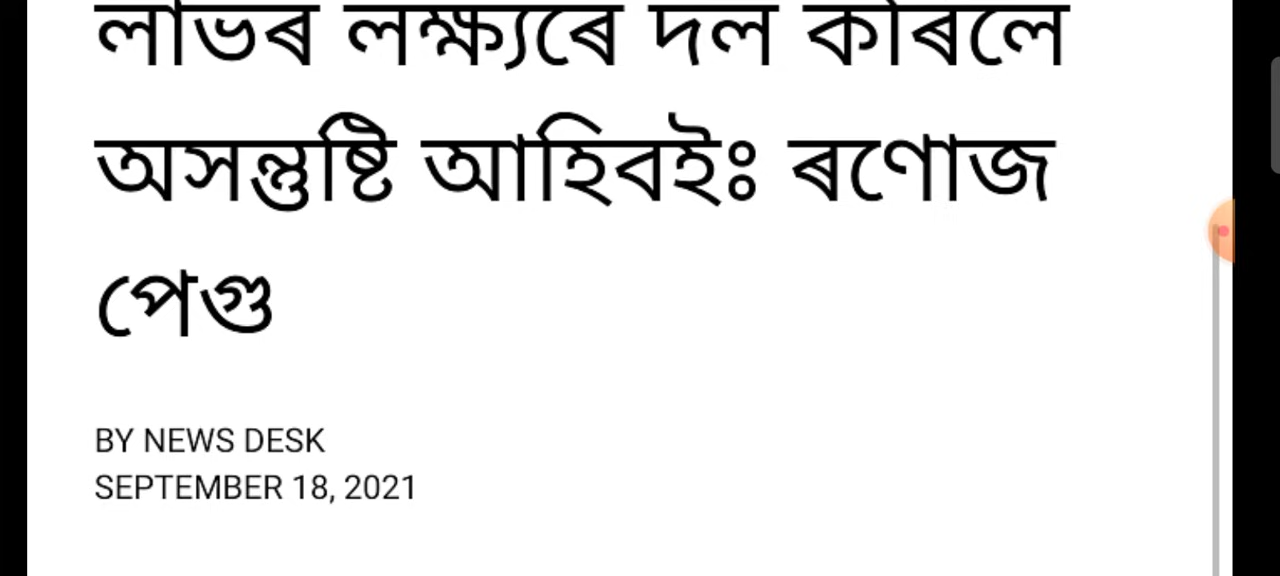 লাভৰ লক্ষ্যৰে দল কৰিলে
অসন্তুষ্টি আহিবইঃ ৰণোজ
পেগু
BY NEWS DESK
SEPTEMBER 18, 2021